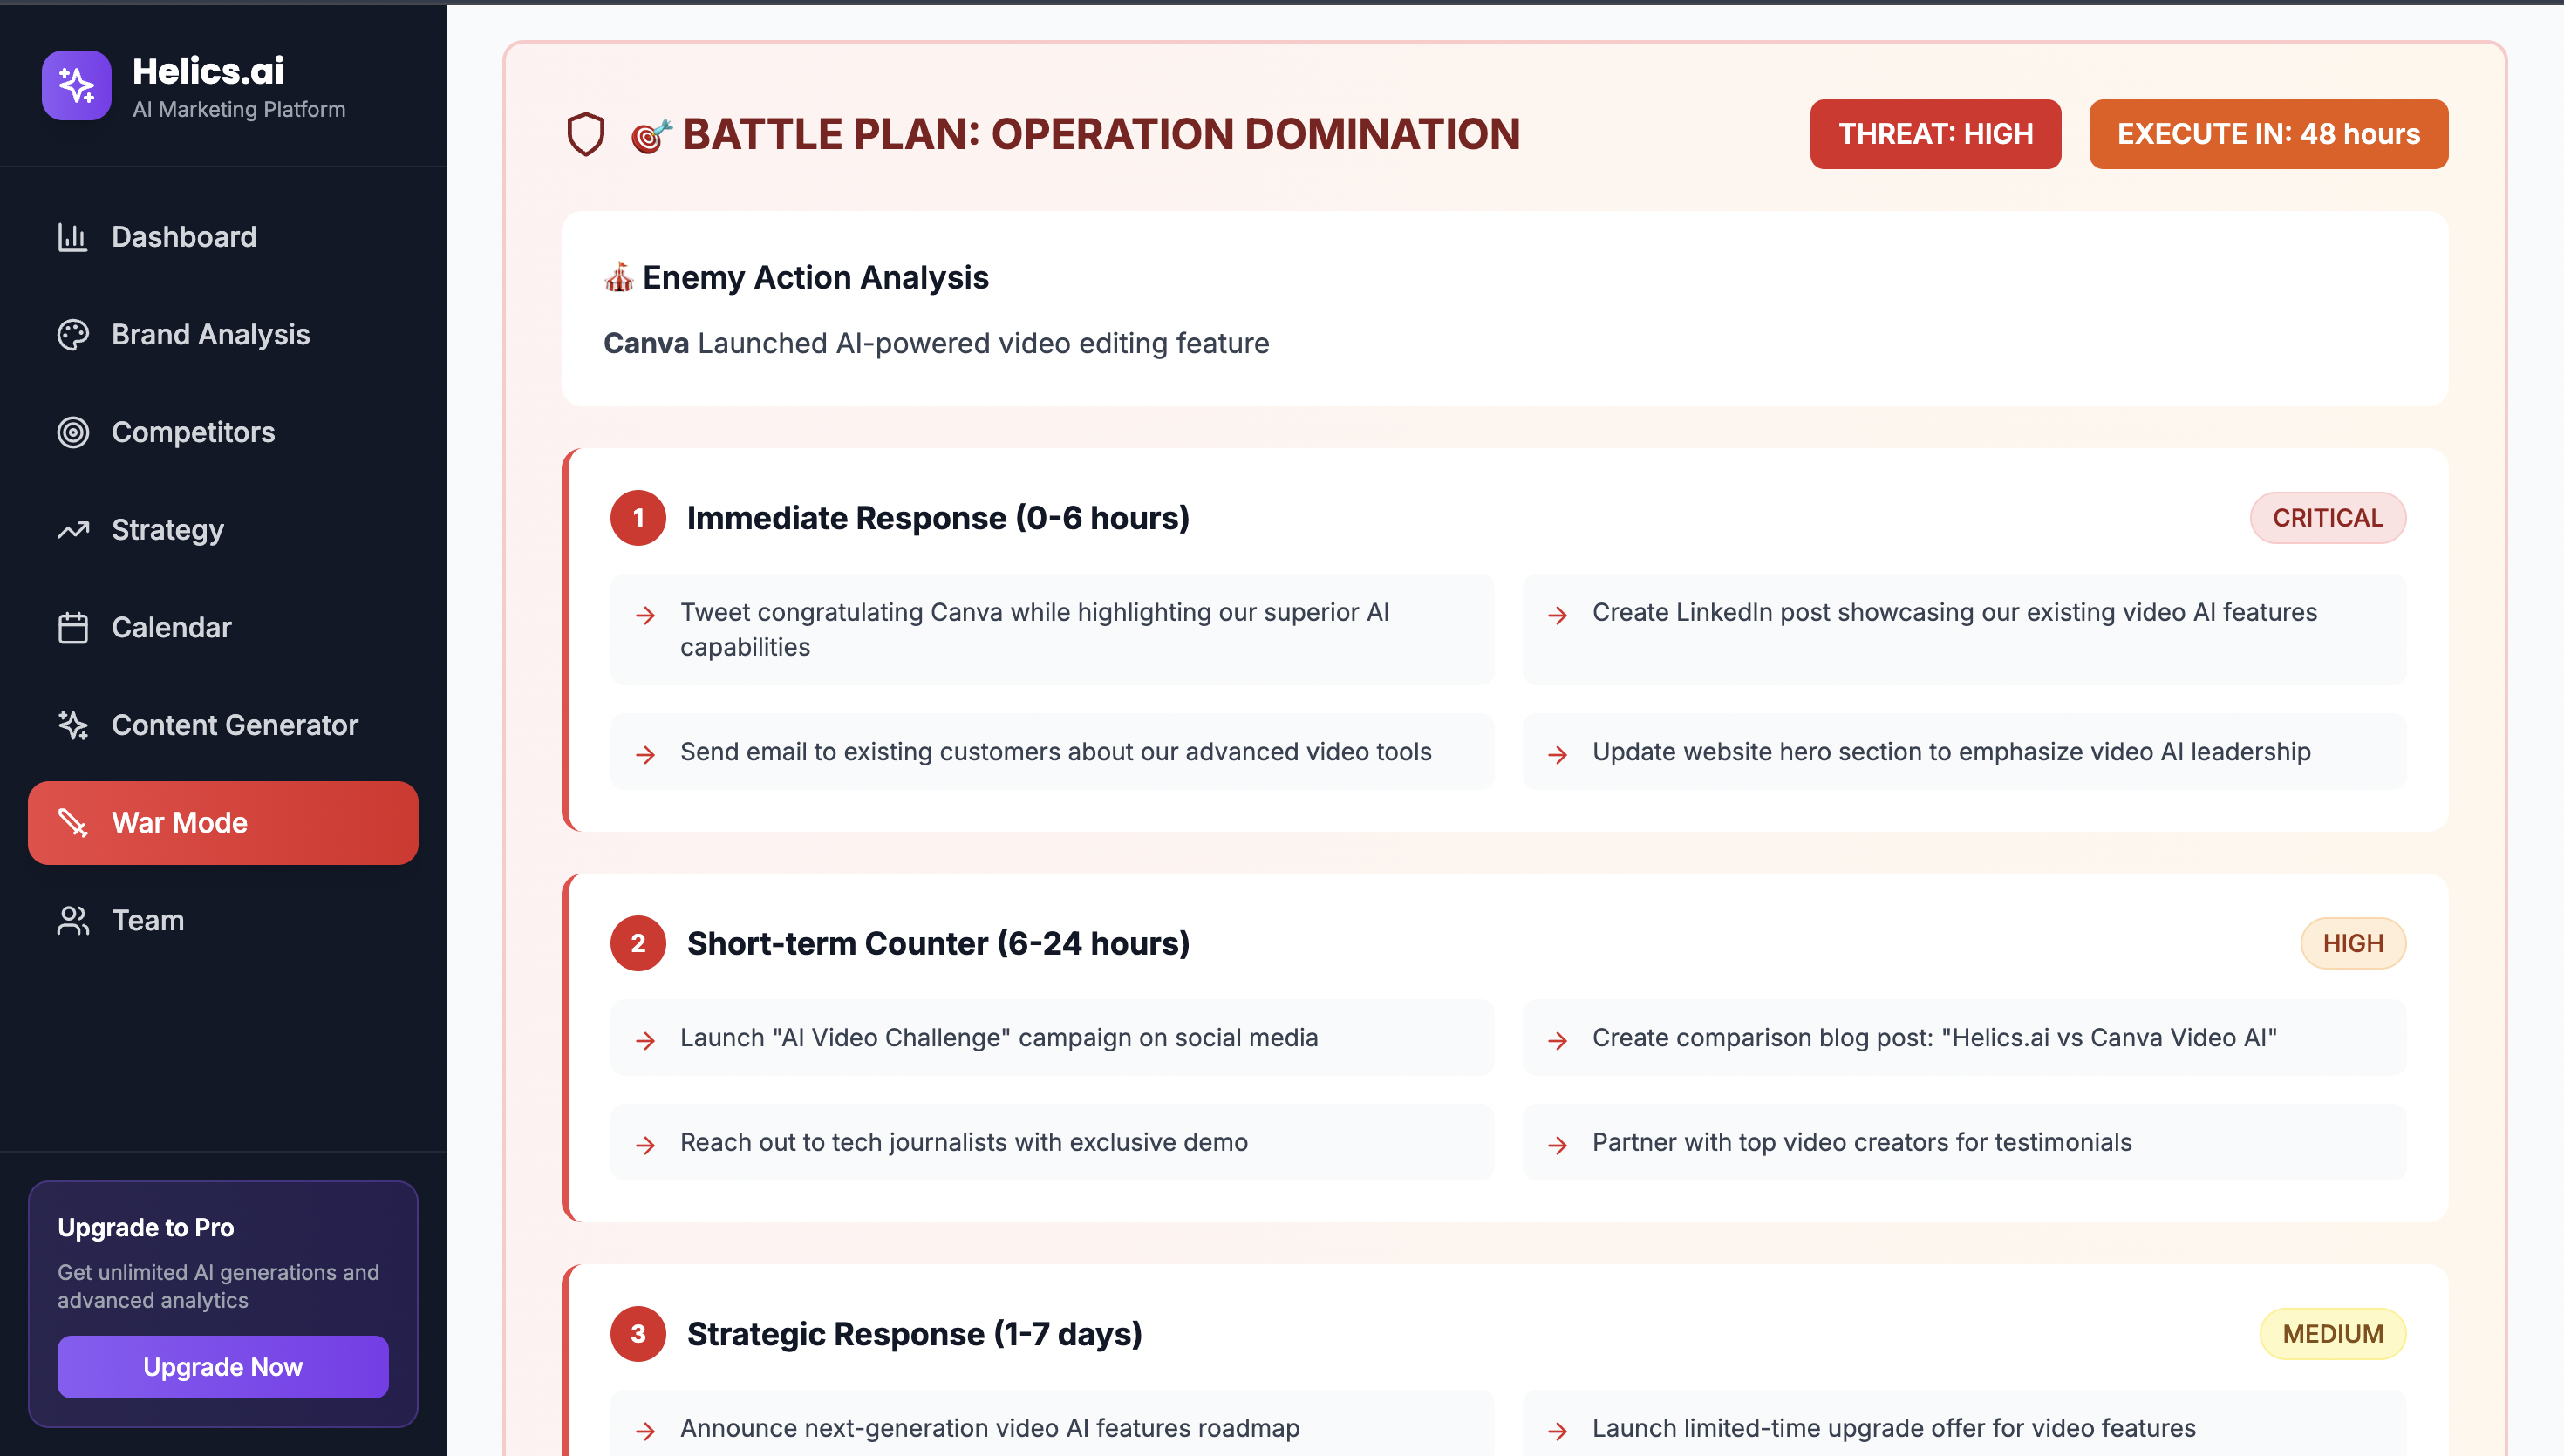 Helics.ai
AI Marketing Platform
Dashboard
Brand Analysis
Competitors
Strategy
Calendar
Content Generator
War Mode
Team
Upgrade to Pro
Get unlimited AI generations and
advanced analytics
Upgrade Now
BATTLE PLAN: OPERATION DOMINATION
THREAT: HIGH
EXECUTE IN: 48 hours
Enemy Action Analysis
Canva Launched AI-powered video editing feature
1
Immediate Response (0-6 hours)
CRITICAL
Tweet congratulating Canva while highlighting our superior AI
capabilities
Create LinkedIn post showcasing our existing video AI features
Send email to existing customers about our advanced video tools
Update website hero section to emphasize video AI leadership
2
Short-term Counter (6-24 hours)
HIGH
Launch "AI Video Challenge" campaign on social media
Create comparison blog post: "Helics.ai vs Canva Video AI"
Reach out to tech journalists with exclusive demo
Partner with top video creators for testimonials
3
Strategic Response (1-7 days)
MEDIUM
Announce next-generation video AI features roadmap
Launch limited-time upgrade offer for video features